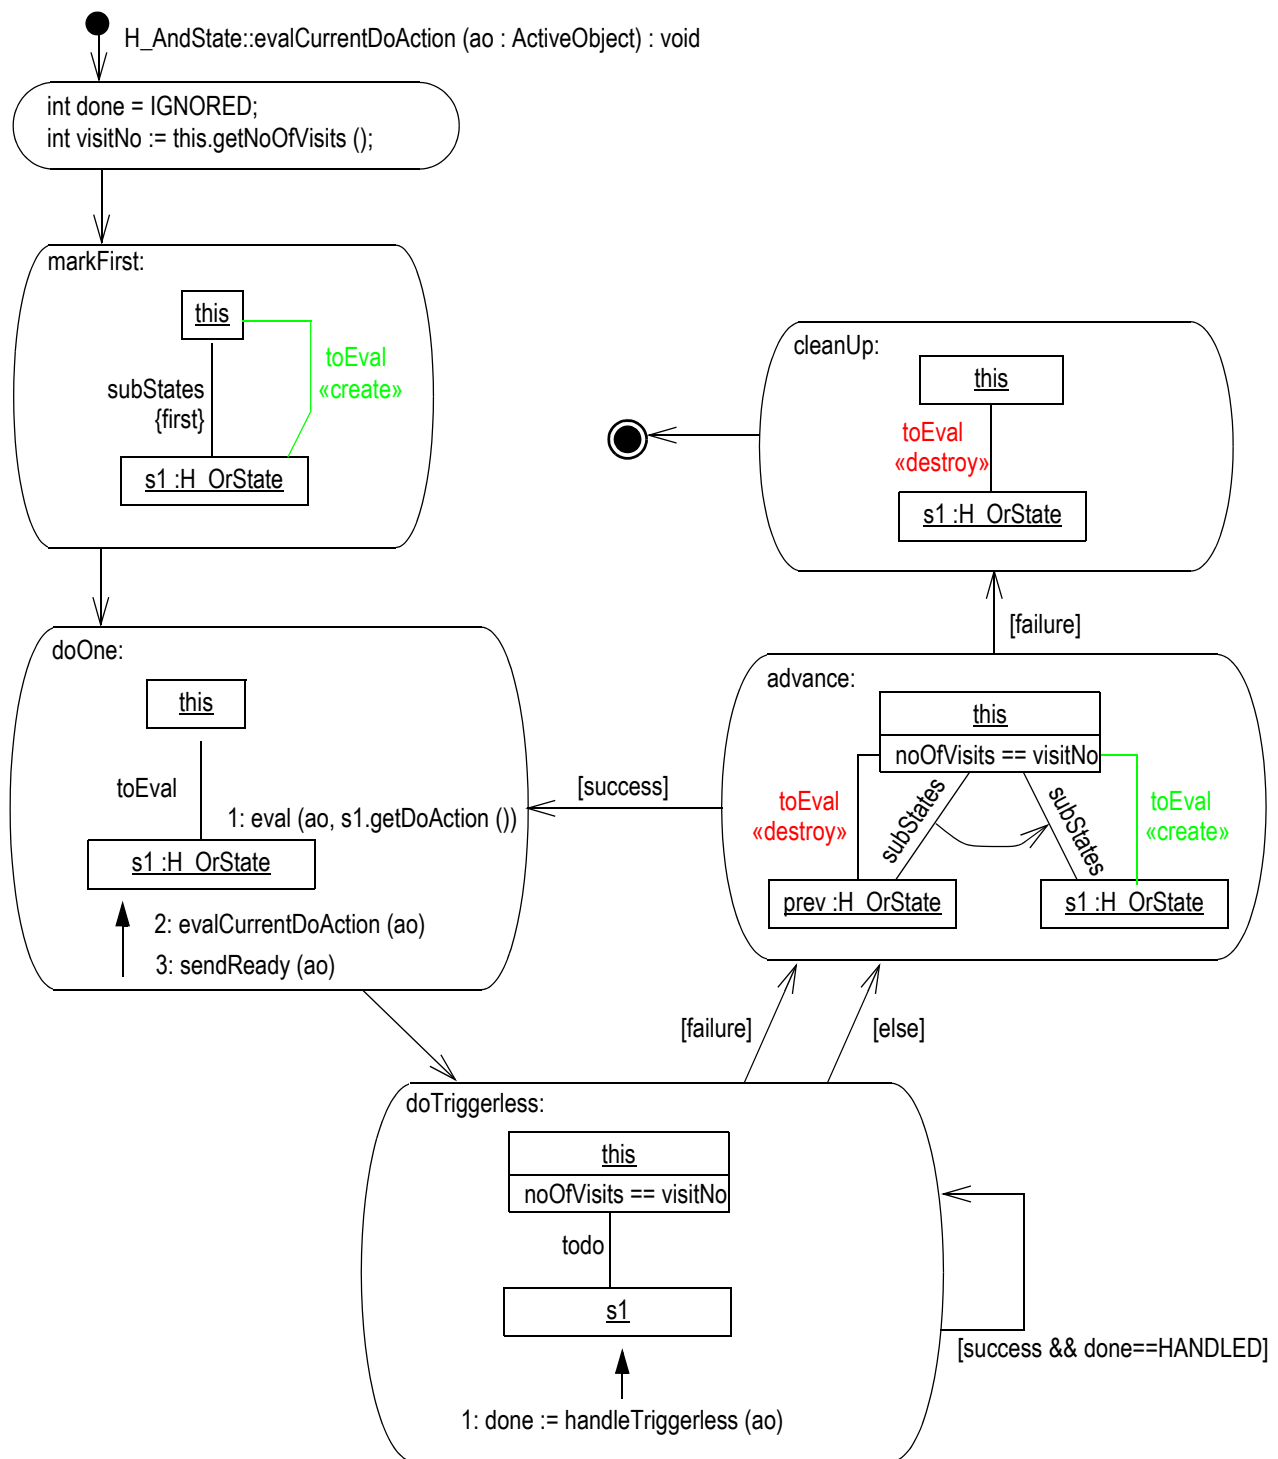 H_AndState::evalCurrentDoAction (ao : ActiveObject) : void
int done = IGNORED;
int visitNo := this.getNoOfVisits ();
markFirst:
this
toEval
«create»
subStates
{first}
s1 :H_OrState
cleanUp:
this
toEval
«destroy»
s1 :H_OrState
[failure]
doOne:
this
toEval
1: eval (ao, s1.getDoAction ())
s1 :H_OrState
2: evalCurrentDoAction (ao)
3: sendReady (ao)
[success]
advance:
this
noOfVisits == visitNo
toEval
«destroy»
subStates
subStates
toEval
«create»
prev :H_OrState
s1 :H_OrState
[failure]
[else]
doTriggerless:
this
noOfVisits == visitNo
todo
s1
1: done := handleTriggerless (ao)
[success && done==HANDLED]